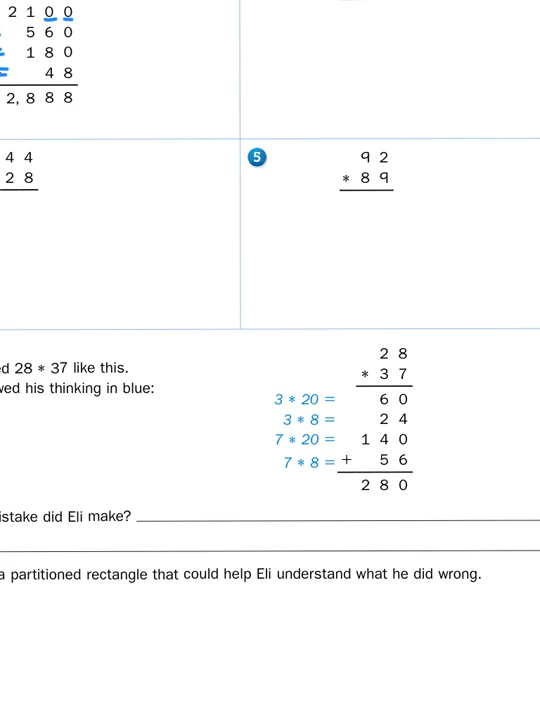 2 1 0 0
5 6 0
1 8 0
4 8
2, 8 8 8
4 4
2 8
5
9 2
* 8 9
ed 28 * 37 like this.
wed his thinking in blue:
2 8
* 3 7
3 * 20 = 6 0
3 * 8 = 2 4
7 * 20 = 1 4 0
7 * 8 = + 5 6
2 8 0
istake did Eli make?
a partitioned rectangle that could help Eli understand what he did wrong.